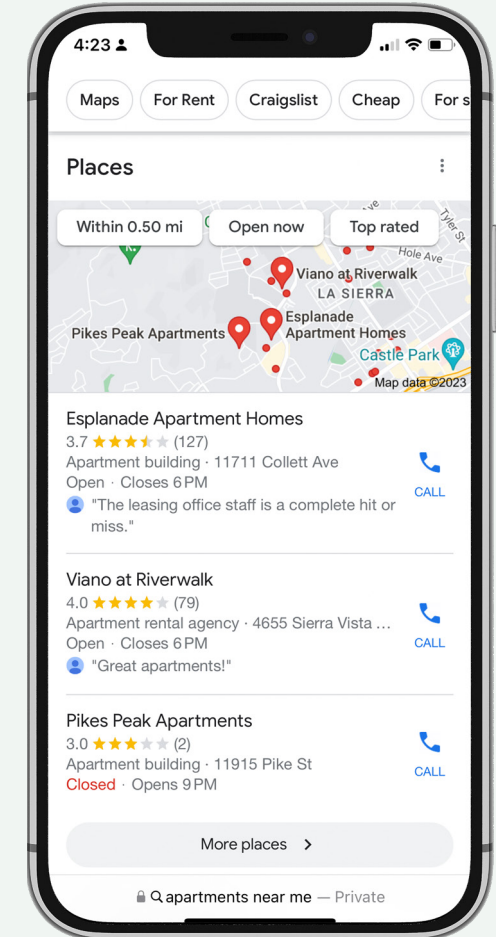 4:23
Maps
For Rent
Craigslist
Cheap
For s
Places
Within 0.50 mi
Open now
Top rated
Tyler St
Hole Ave
Viano at Riverwalk
LA SIERRA
Esplanade
Apartment Homes
Pikes Peak Apartments
Castle Park
Map data ©2023
Esplanade Apartment Homes
3.7 (127)
Apartment building · 11711 Collett Ave
Open · Closes 6 PM
CALL
"The leasing office staff is a complete hit or
miss."
Viano at Riverwalk
4.0 (79)
Apartment rental agency · 4655 Sierra Vista ...
Open · Closes 6 PM
CALL
"Great apartments!"
Pikes Peak Apartments
3.0 (2)
Apartment building · 11915 Pike St
Closed · Opens 9 PM
CALL
More places
apartments near me — Private